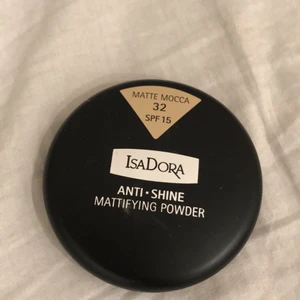 MATTE MOCCA
32
SPF 15
ISADORA
ANTI·SHINE
MATTIFYING POWDER